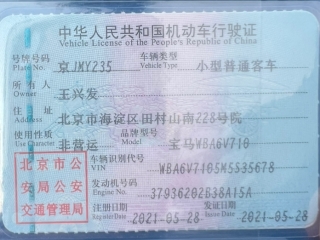 中华人民共和国机动车行驶证
Vehicle License of the People's Republic of China
号牌号码 京JMY235 车辆类型 小型普通客车
Plate No. Vehicle Type
所有人 王兴发
Owner
住址 北京市海淀区田村山南228号院
Address
使用性质 非营运 品牌型号 宝马WBA6V710
Use Character Model
北京市公
安局公安
交通管理局
车辆识别代号 WBA6V7105M5S35678
VIN
发动机号码 37936202B38A15A
Engine No.
注册日期 2021-05-28 发证日期 2021-05-28
Register Date Issue Date